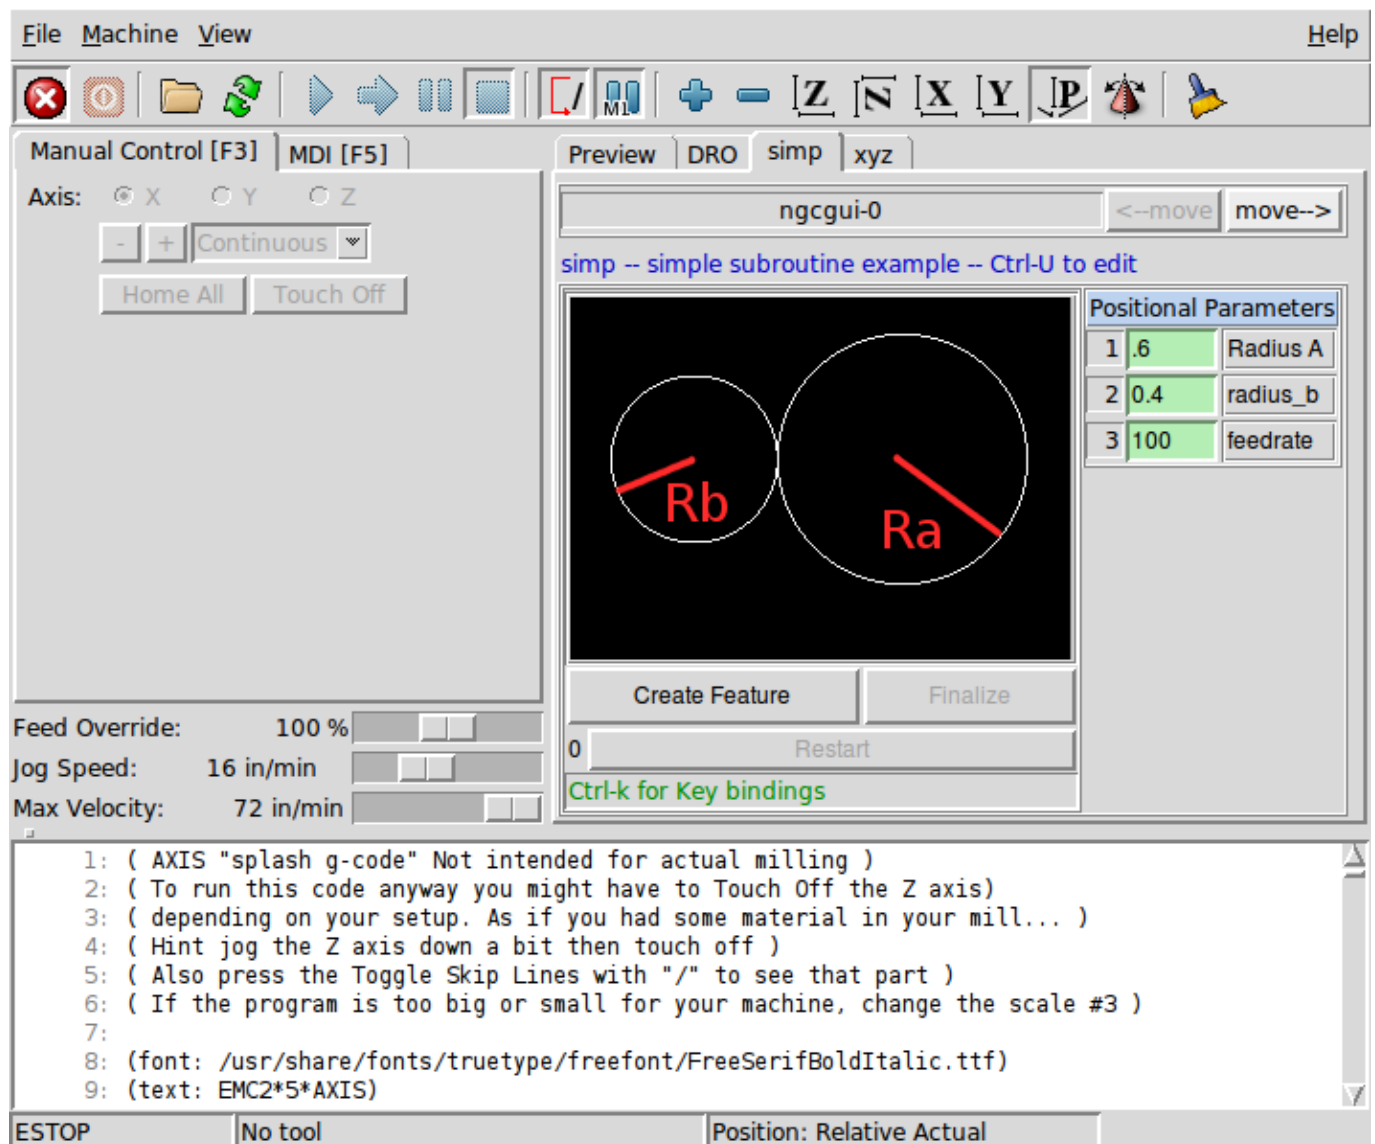 File Machine View Help
M1 Z N X Y P
Manual Control [F3] MDI [F5] Preview DRO simp xyz
Axis: X Y Z
- + Continuous
Home All Touch Off
ngcgui-0 <--move move-->
simp -- simple subroutine example -- Ctrl-U to edit
Rb Ra
Positional Parameters
1 .6 Radius A
2 0.4 radius_b
3 100 feedrate
Create Feature Finalize
0 Restart
Ctrl-k for Key bindings
Feed Override: 100 %
Jog Speed: 16 in/min
Max Velocity: 72 in/min
1: ( AXIS "splash g-code" Not intended for actual milling )
2: ( To run this code anyway you might have to Touch Off the Z axis)
3: ( depending on your setup. As if you had some material in your mill... )
4: ( Hint jog the Z axis down a bit then touch off )
5: ( Also press the Toggle Skip Lines with "/" to see that part )
6: ( If the program is too big or small for your machine, change the scale #3 )
7:
8: (font: /usr/share/fonts/truetype/freefont/FreeSerifBoldItalic.ttf)
9: (text: EMC2*5*AXIS)
ESTOP No tool Position: Relative Actual